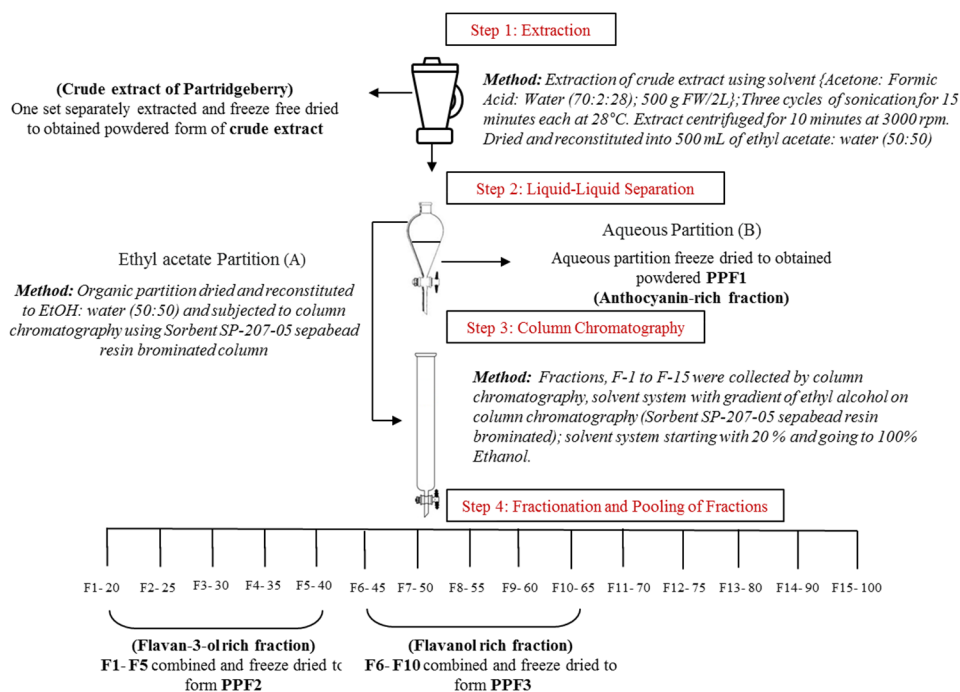 Step 1: Extraction
(Crude extract of Partridgeberry)
One set separately extracted and freeze free dried
to obtained powdered form of crude extract
Method: Extraction of crude extract using solvent {Acetone: Formic
Acid: Water (70:2:28); 500 g FW/2L};Three cycles of sonication for 15
minutes each at 28°C. Extract centrifuged for 10 minutes at 3000 rpm.
Dried and reconstituted into 500 mL of ethyl acetate: water (50:50)
Step 2: Liquid-Liquid Separation
Ethyl acetate Partition (A)
Method: Organic partition dried and reconstituted
to EtOH: water (50:50) and subjected to column
chromatography using Sorbent SP-207-05 sepabead
resin brominated column
Aqueous Partition (B)
Aqueous partition freeze dried to obtained
powdered PPF1
(Anthocyanin-rich fraction)
Step 3: Column Chromatography
Method: Fractions, F-1 to F-15 were collected by column
chromatography, solvent system with gradient of ethyl alcohol on
column chromatography (Sorbent SP-207-05 sepabead resin
brominated); solvent system starting with 20 % and going to 100%
Ethanol.
Step 4: Fractionation and Pooling of Fractions
F1-20 F2-25 F3-30 F4-35 F5-40 F6-45 F7-50 F8-55 F9-60 F10-65 F11-70 F12-75 F13-80 F14-90 F15-100
(Flavan-3-ol rich fraction)
F1-F5 combined and freeze dried to
form PPF2
(Flavanol rich fraction)
F6-F10 combined and freeze dried to
form PPF3